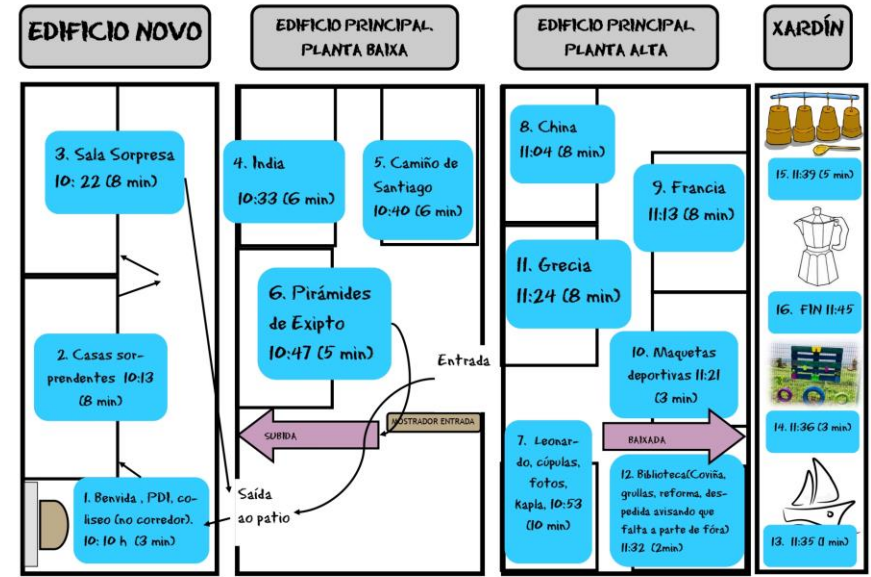 EDIFICIO NOVO
3. Sala Sorpresa
10: 22 (8 min)
2. Casas sor-
prendentes 10:13
(8 min)
1. Benvida , PDI, co-
liseo (no corredor).
10: 10 h (3 min)
EDIFICIO PRINCIPAL
PLANTA BAIXA
4. India
10:33 (6 min)
5. Camiño de
Santiago
10:40 (6 min)
6. Pirámides
de Exipto
10:47 (5 min)
Entrada
MOSTRADOR ENTRADA
SUBIDA
Saída
ao patio
EDIFICIO PRINCIPAL
PLANTA ALTA
8. China
11:04 (8 min)
9. Francia
11:13 (8 min)
11. Grecia
11:24 (8 min)
10. Maquetas
deportivas 11:21
(3 min)
BAIXADA
7. Leonar-
do, cúpulas,
fotos,
Kapla, 10:53
(10 min)
12. Biblioteca(Coviña,
grullas, reforma, des-
pedida avisando que
falta a parte de fóra)
11:32 (2min)
XARDÍN
15. 11:39 (5 min)
16. FIN 11:45
14. 11:36 (3 min)
13. 11:35 (1 min)